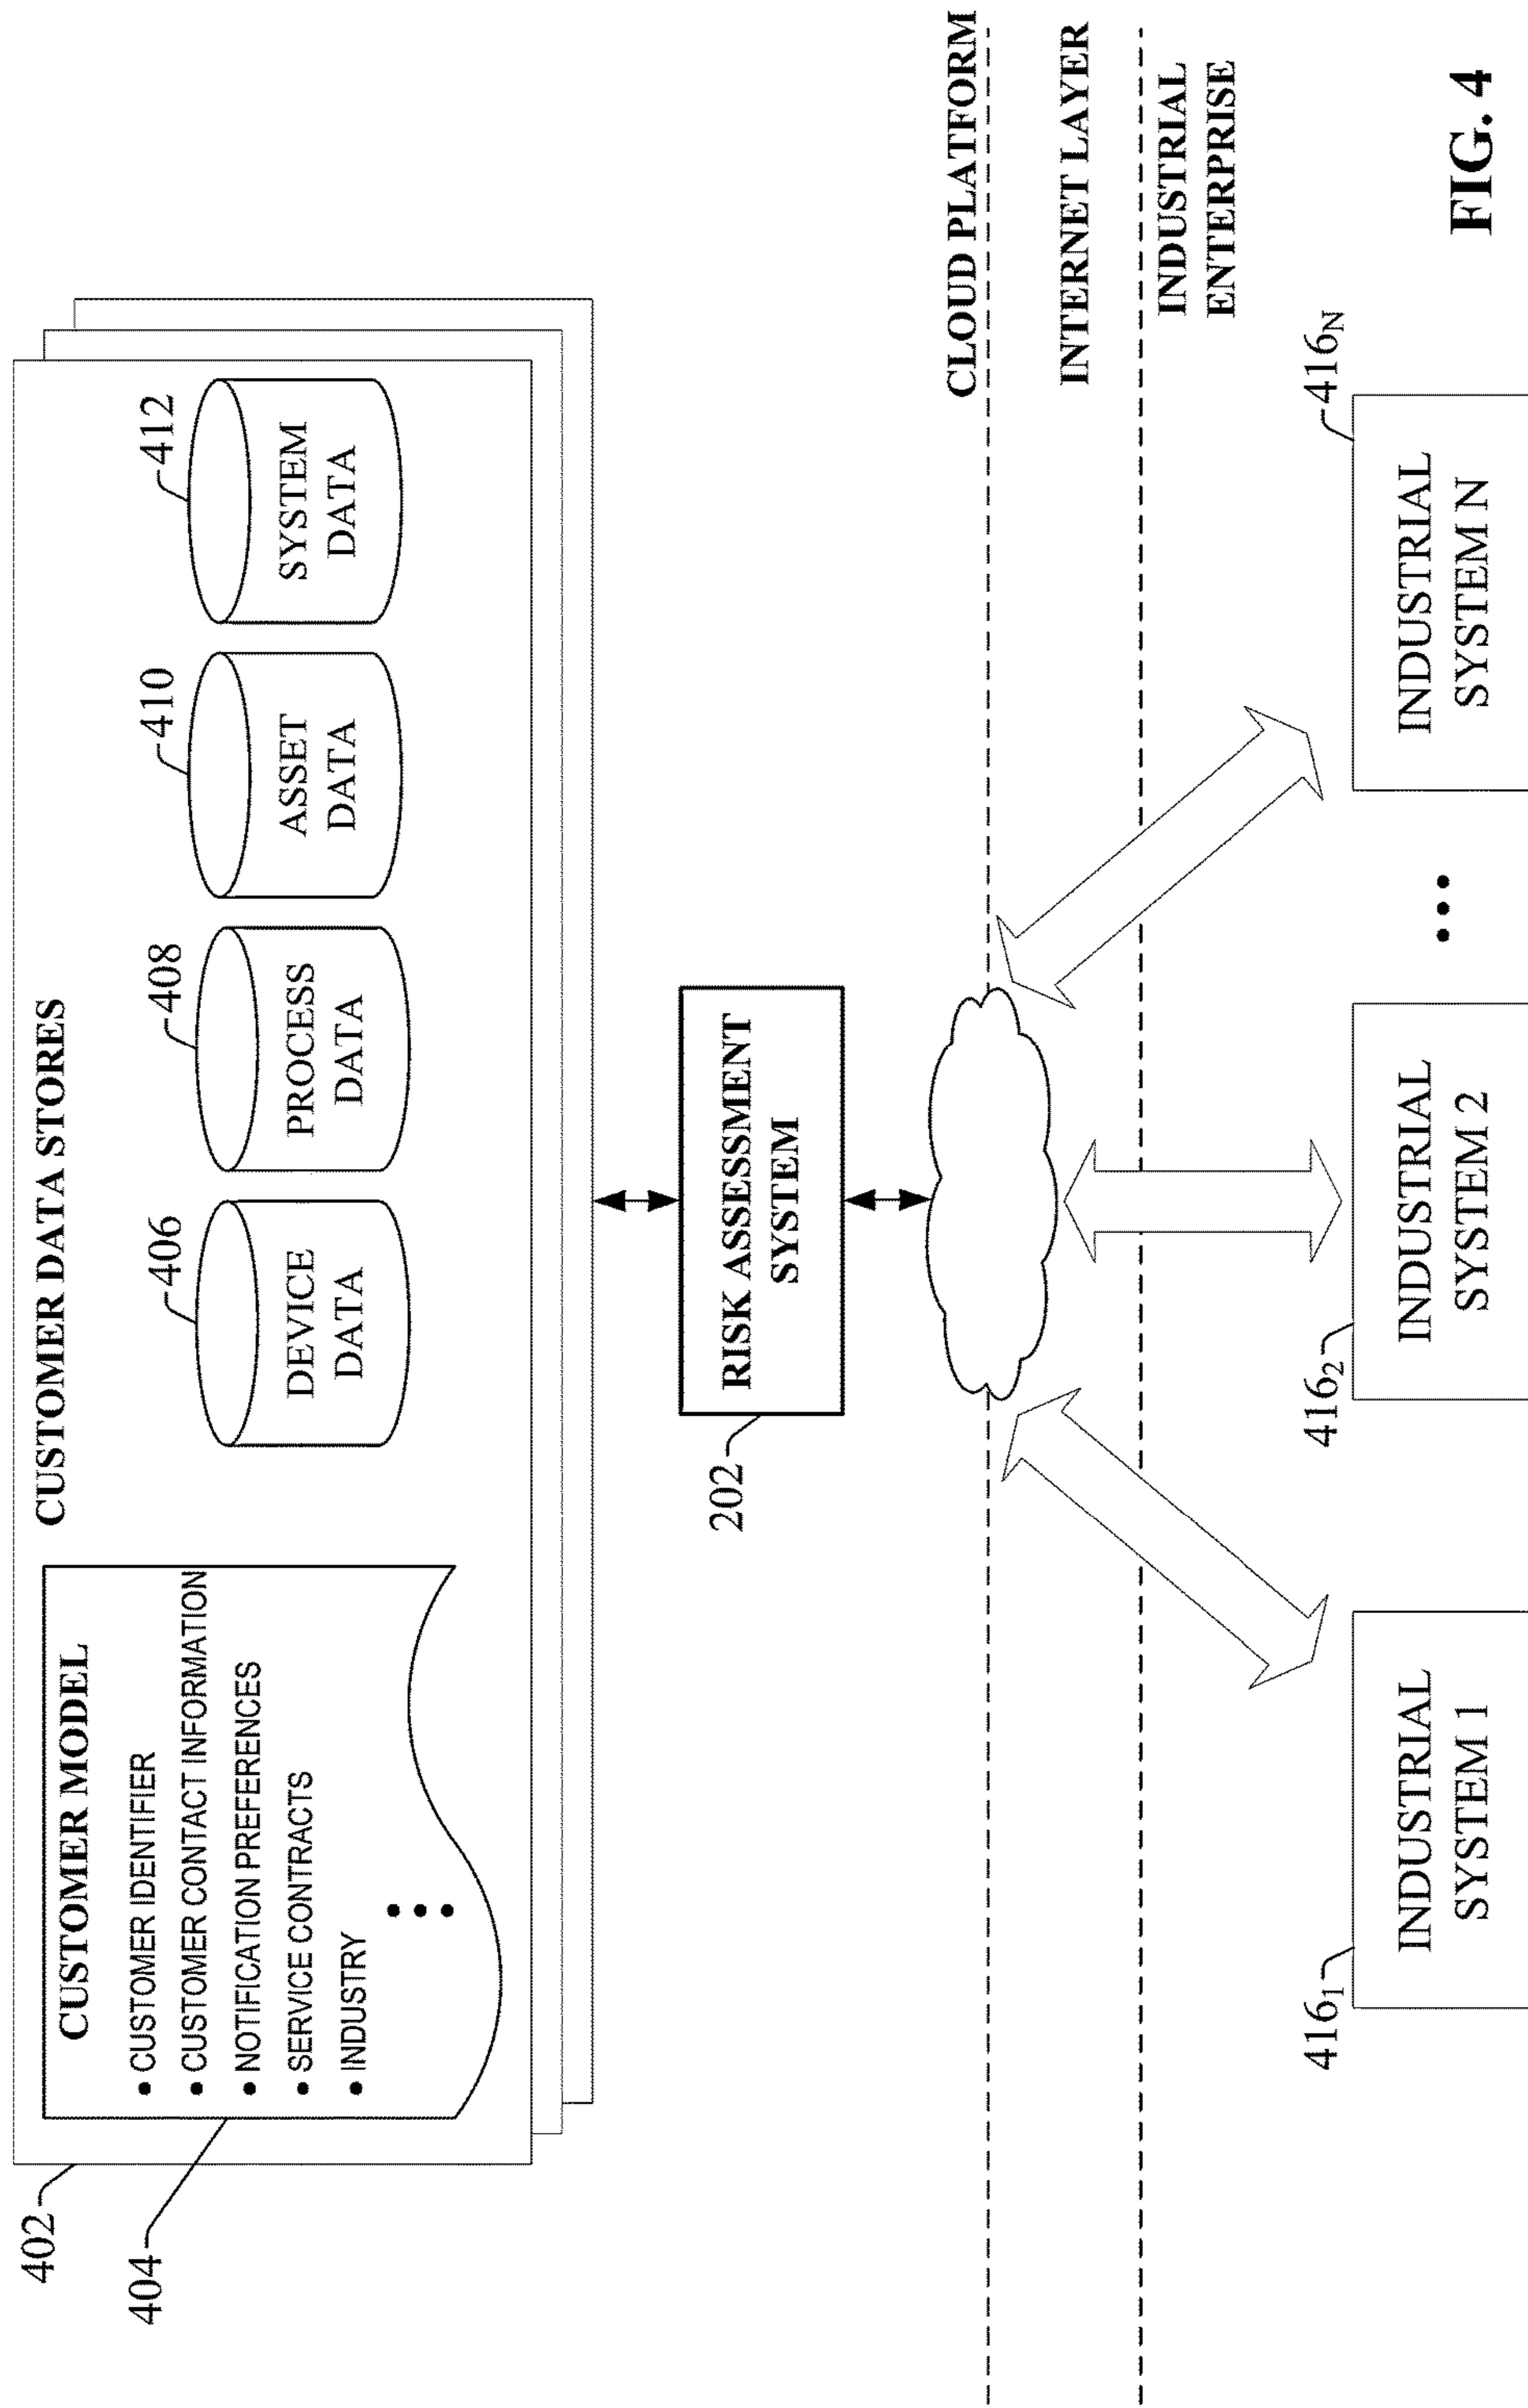 402
CUSTOMER DATA STORES
404
CUSTOMER MODEL
• CUSTOMER IDENTIFIER
• CUSTOMER CONTACT INFORMATION
• NOTIFICATION PREFERENCES
• SERVICE CONTRACTS
• INDUSTRY
406
DEVICE
DATA
408
PROCESS
DATA
410
ASSET
DATA
412
SYSTEM
DATA
202
RISK ASSESSMENT
SYSTEM
CLOUD PLATFORM
INTERNET LAYER
INDUSTRIAL
ENTERPRISE
416₁
INDUSTRIAL
SYSTEM 1
416₂
INDUSTRIAL
SYSTEM 2
• • •
416N
INDUSTRIAL
SYSTEM N
FIG. 4